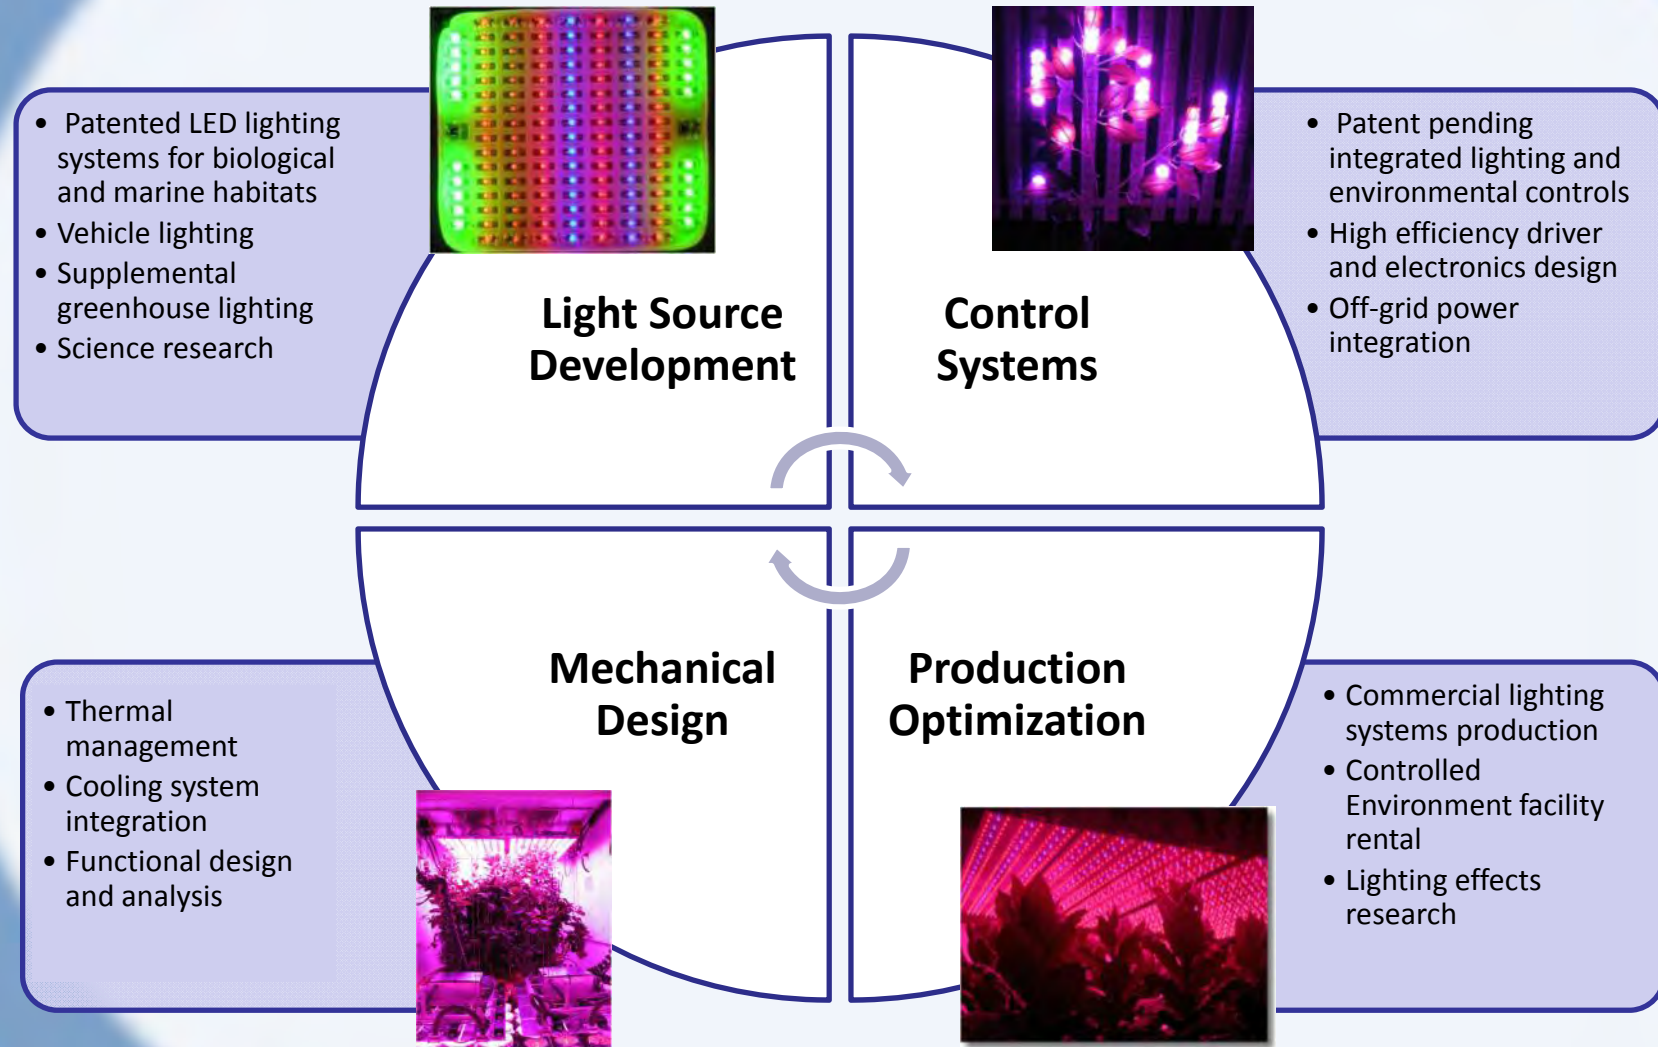 • Patented LED lighting
systems for biological
and marine habitats
• Vehicle lighting
• Supplemental
greenhouse lighting
• Science research
Light Source
Development
Control
Systems
• Patent pending
integrated lighting and
environmental controls
• High efficiency driver
and electronics design
• Off-grid power
integration
• Thermal
management
• Cooling system
integration
• Functional design
and analysis
Mechanical
Design
Production
Optimization
• Commercial lighting
systems production
• Controlled
Environment facility
rental
• Lighting effects
research